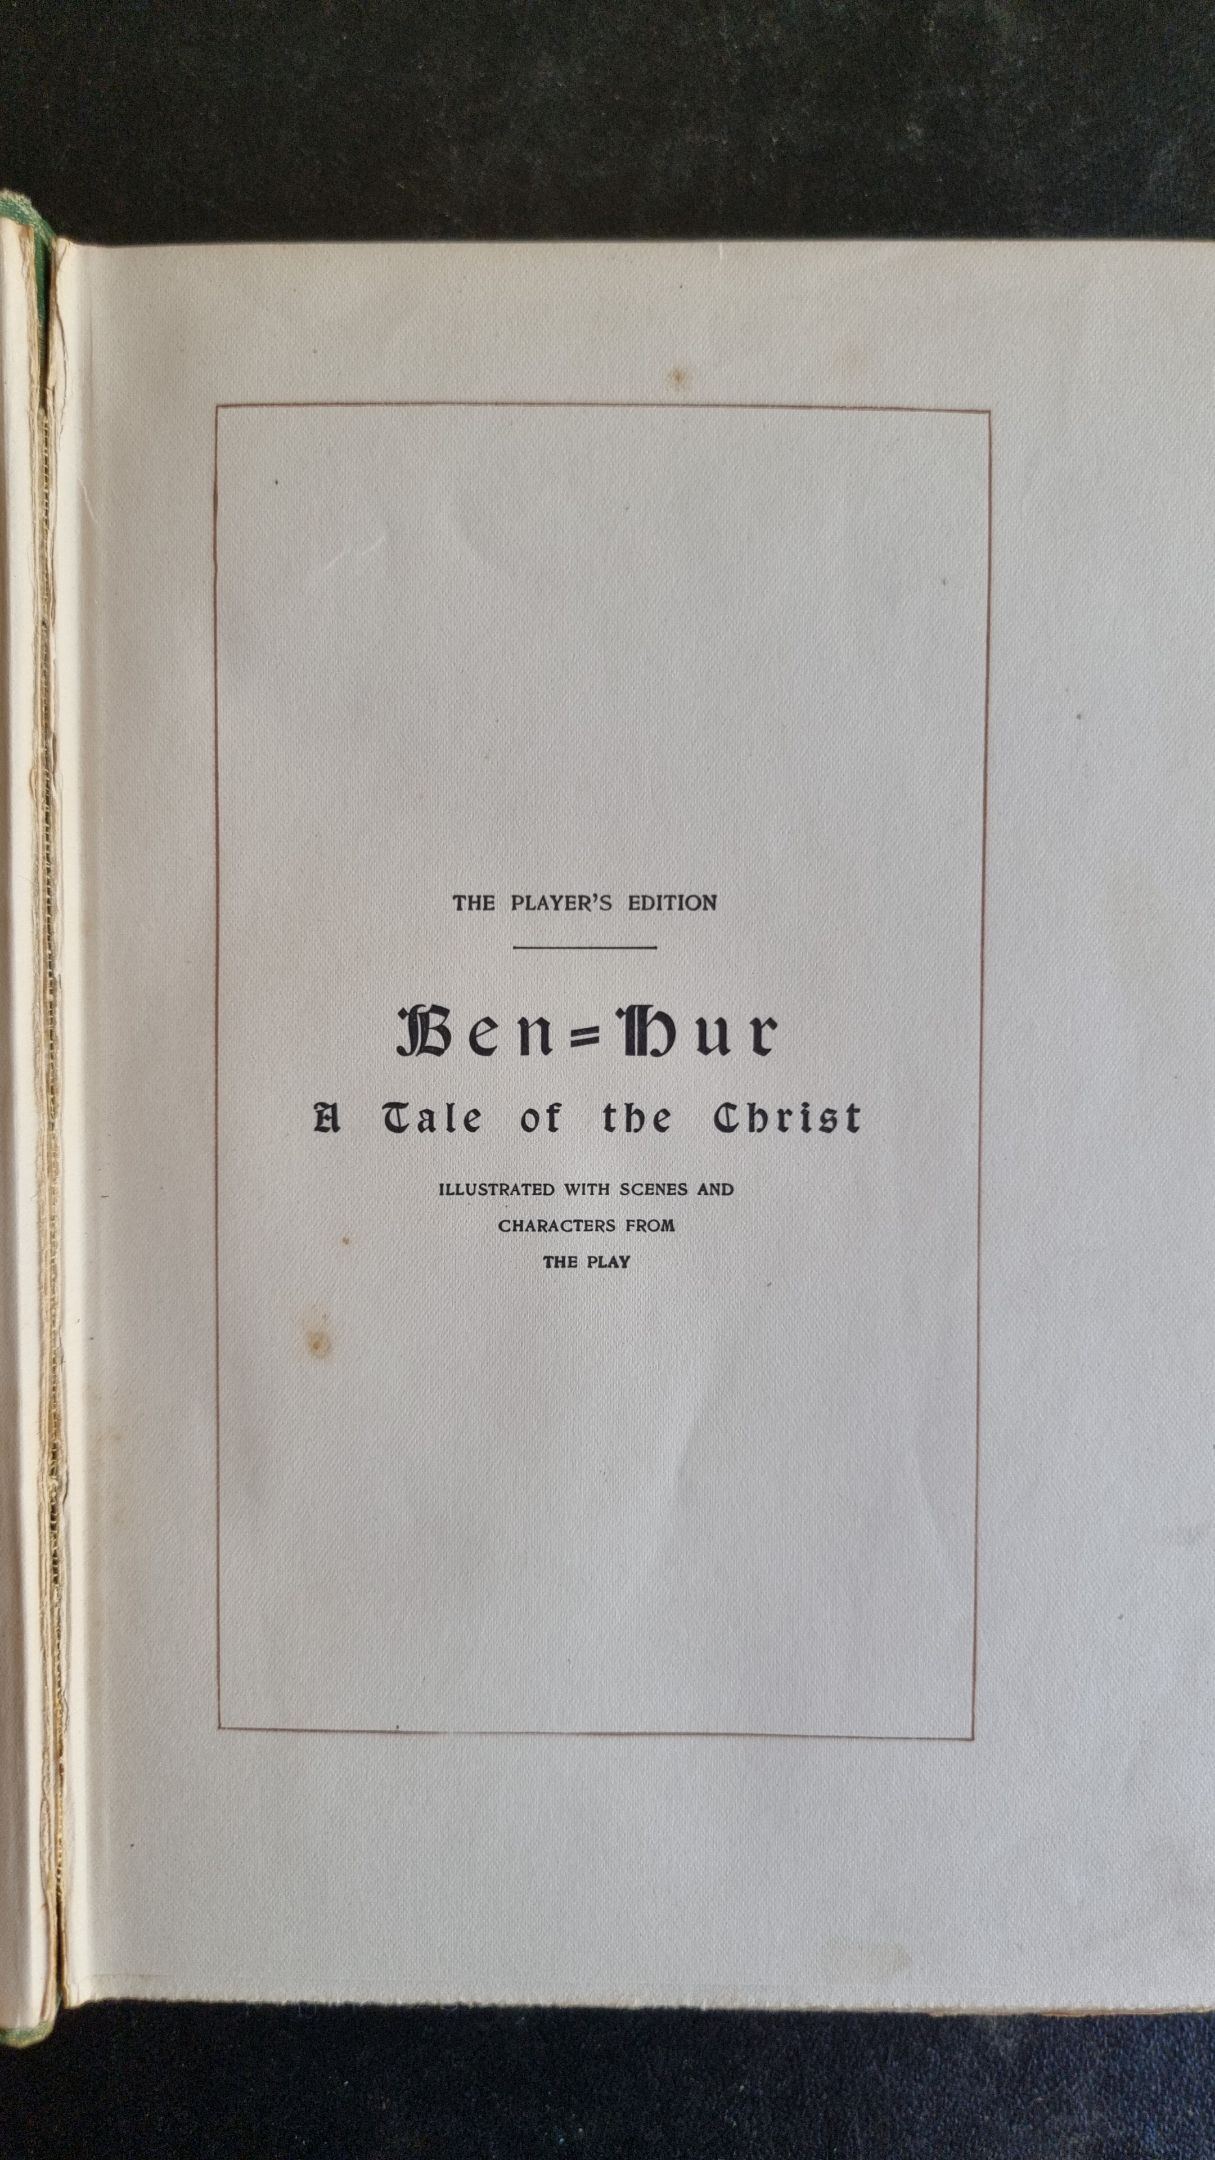 THE PLAYER'S EDITION
Ben=Hur
A Tale of the Christ
ILLUSTRATED WITH SCENES AND
CHARACTERS FROM
THE PLAY